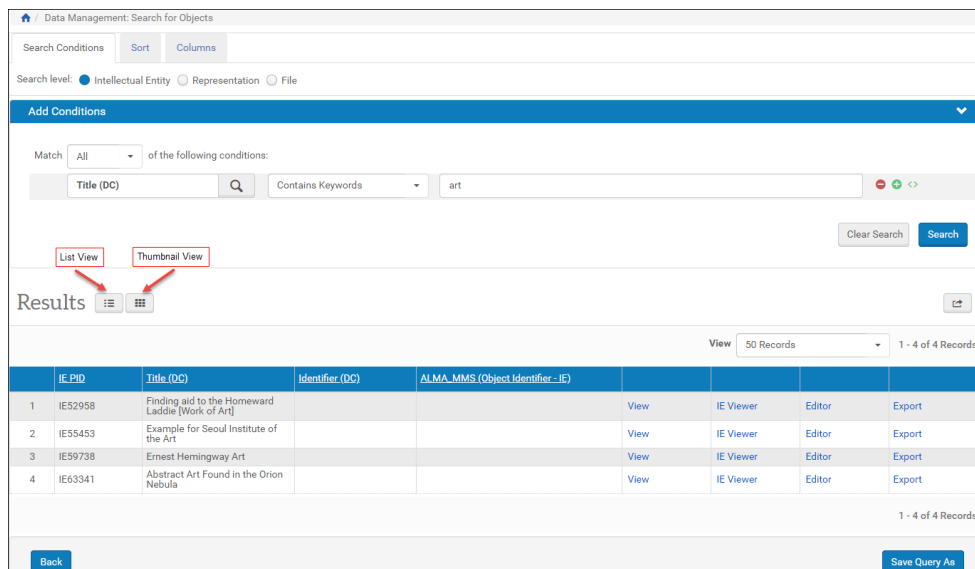 / Data Management: Search for Objects
Search Conditions Sort Columns
Search level: Intellectual Entity Representation File
Add Conditions
Match All of the following conditions:
Title (DC) Contains Keywords art
Clear Search Search
List View Thumbnail View
Results
View 50 Records 1 - 4 of 4 Records
IE PID Title (DC) Identifier (DC) ALMA_MMS (Object Identifier - IE)
1 IE52958 Finding aid to the Homeward
Laddie [Work of Art] View IE Viewer Editor Export
2 IE55453 Example for Seoul Institute of
the Art View IE Viewer Editor Export
3 IE59738 Ernest Hemingway Art View IE Viewer Editor Export
4 IE63341 Abstract Art Found in the Orion
Nebula View IE Viewer Editor Export
1 - 4 of 4 Records
Back Save Query As